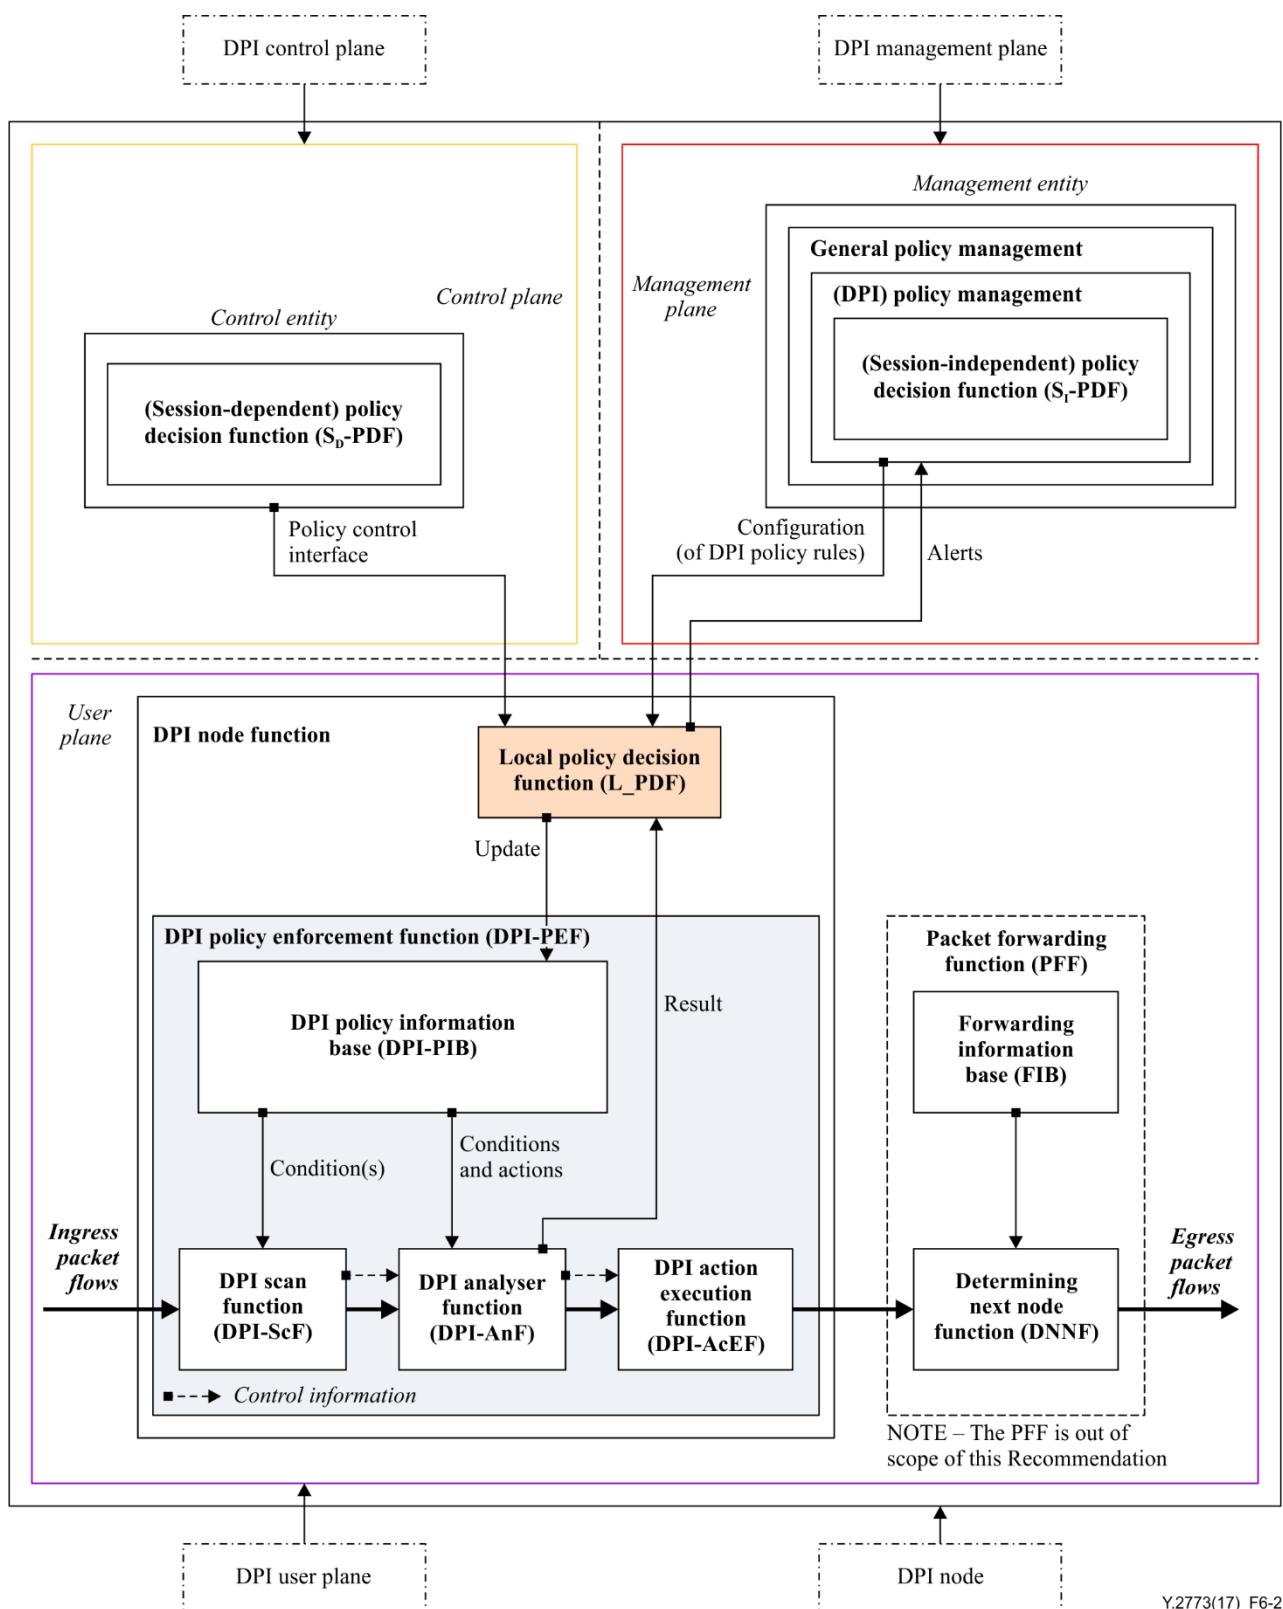 DPI control plane
DPI management plane
Management entity
General policy management
(DPI) policy management
(Session-independent) policy
decision function (SI-PDF)
Management
plane
Control plane
Control entity
(Session-dependent) policy
decision function (SD-PDF)
Policy control
interface
Configuration
(of DPI policy rules)
Alerts
User
plane
DPI node function
Local policy decision
function (L_PDF)
Update
DPI policy enforcement function (DPI-PEF)
DPI policy information
base (DPI-PIB)
Result
Packet forwarding
function (PFF)
Forwarding
information
base (FIB)
Condition(s)
Conditions
and actions
Ingress
packet
flows
DPI scan
function
(DPI-ScF)
DPI analyser
function
(DPI-AnF)
DPI action
execution
function
(DPI-AcEF)
Determining
next node
function (DNNF)
Egress
packet
flows
Control information
NOTE – The PFF is out of
scope of this Recommendation
DPI user plane
DPI node
Y.2773(17)_F6-2